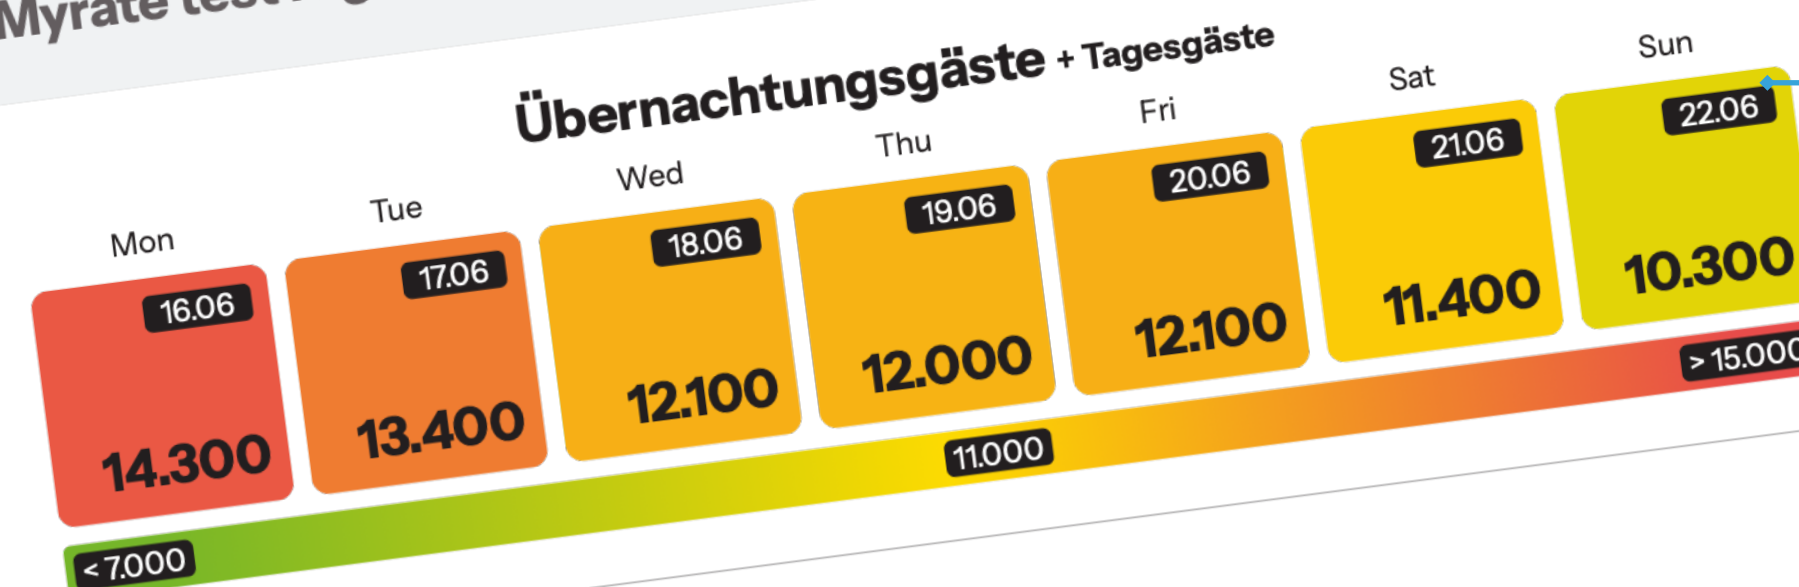 Myrate test
Übernachtungsgäste + Tagesgäste
Mon Tue Wed Thu Fri Sat Sun
16.06 17.06 18.06 19.06 20.06 21.06 22.06
14.300 13.400 12.100 12.000 12.100 11.400 10.300
< 7.000 11.000 > 15.000